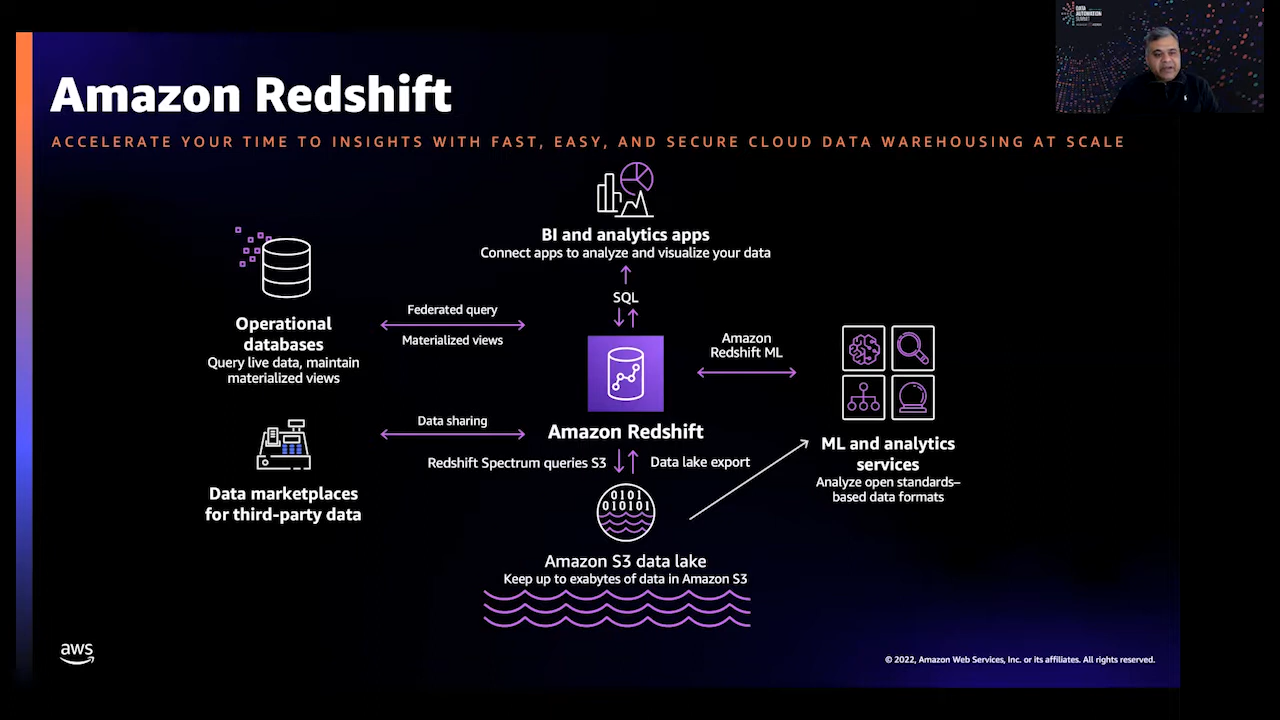 DATA
AUTOMATION
SUMMIT
Amazon Redshift
ACCELERATE YOUR TIME TO INSIGHTS WITH FAST, EASY, AND SECURE CLOUD DATA WAREHOUSING AT SCALE
BI and analytics apps
Connect apps to analyze and visualize your data
SQL
Operational
databases
Query live data, maintain
materialized views
Federated query
Materialized views
Amazon
Redshift ML
Data sharing
Amazon Redshift
ML and analytics
services
Analyze open standards–
based data formats
Redshift Spectrum queries S3
Data lake export
Data marketplaces
for third-party data
0101
010101
Amazon S3 data lake
Keep up to exabytes of data in Amazon S3
aws
© 2022, Amazon Web Services, Inc. or its affiliates. All rights reserved.